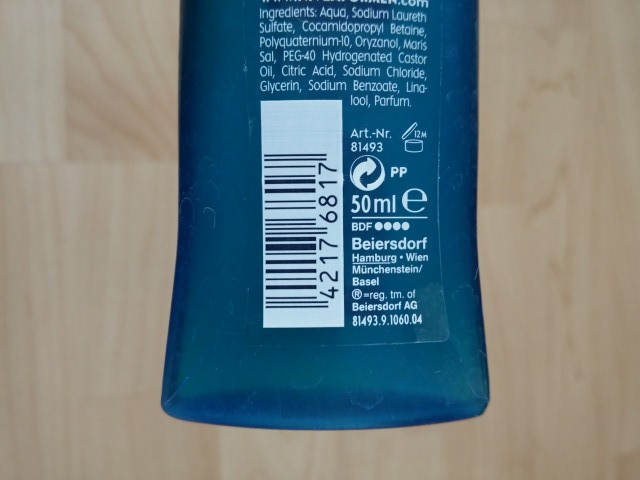 Ingredients: Aqua, Sodium Laureth
Sulfate, Cocamidopropyl Betaine,
Polyquaternium-10, Oryzanol, Maris
Sal, PEG-40 Hydrogenated Castor
Oil, Citric Acid, Sodium Chloride,
Glycerin, Sodium Benzoate, Lina-
lool, Parfum.
Art.-Nr.
81493
12M
PP
50 ml e
BDF ●●●●
Beiersdorf
Hamburg • Wien
Münchenstein/
Basel
®=reg. tm. of
Beiersdorf AG
81493.9.1060.04
4217 6817